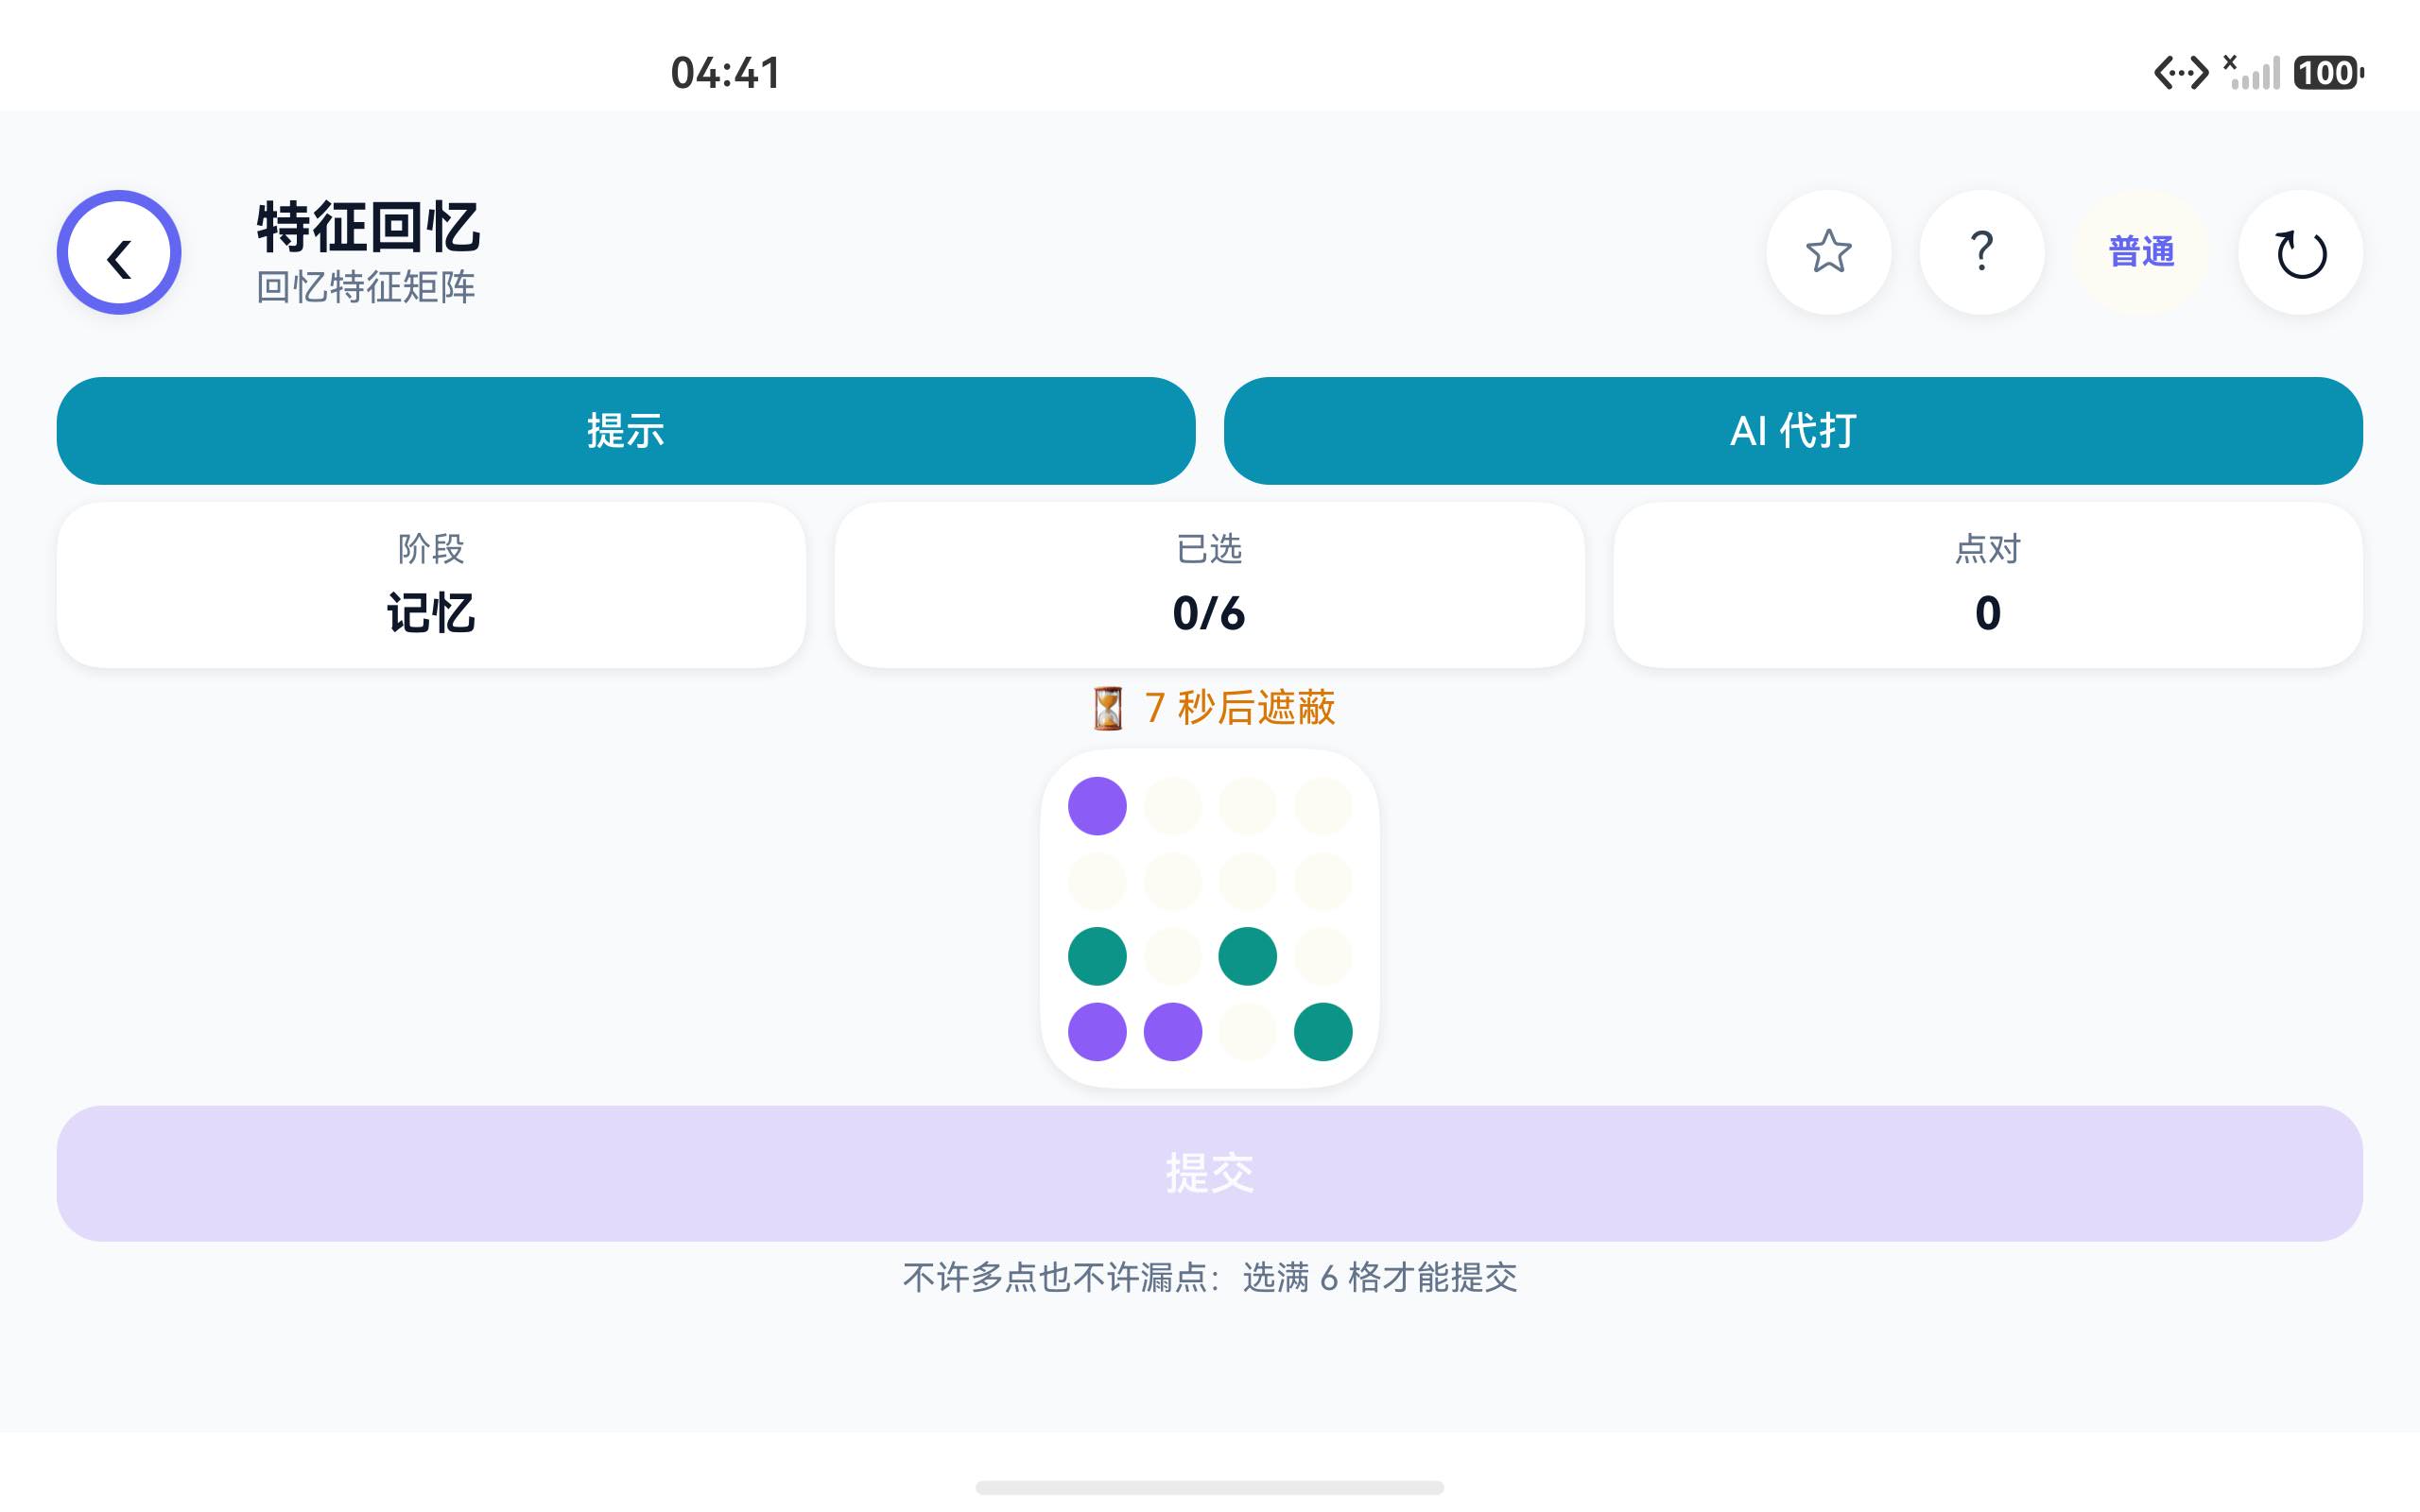 04:41
100
特征回忆
回忆特征矩阵
?
普通
提示
AI 代打
阶段
记忆
已选
0/6
点对
0
7 秒后遮蔽
提交
不许多点也不许漏点：选满 6 格才能提交